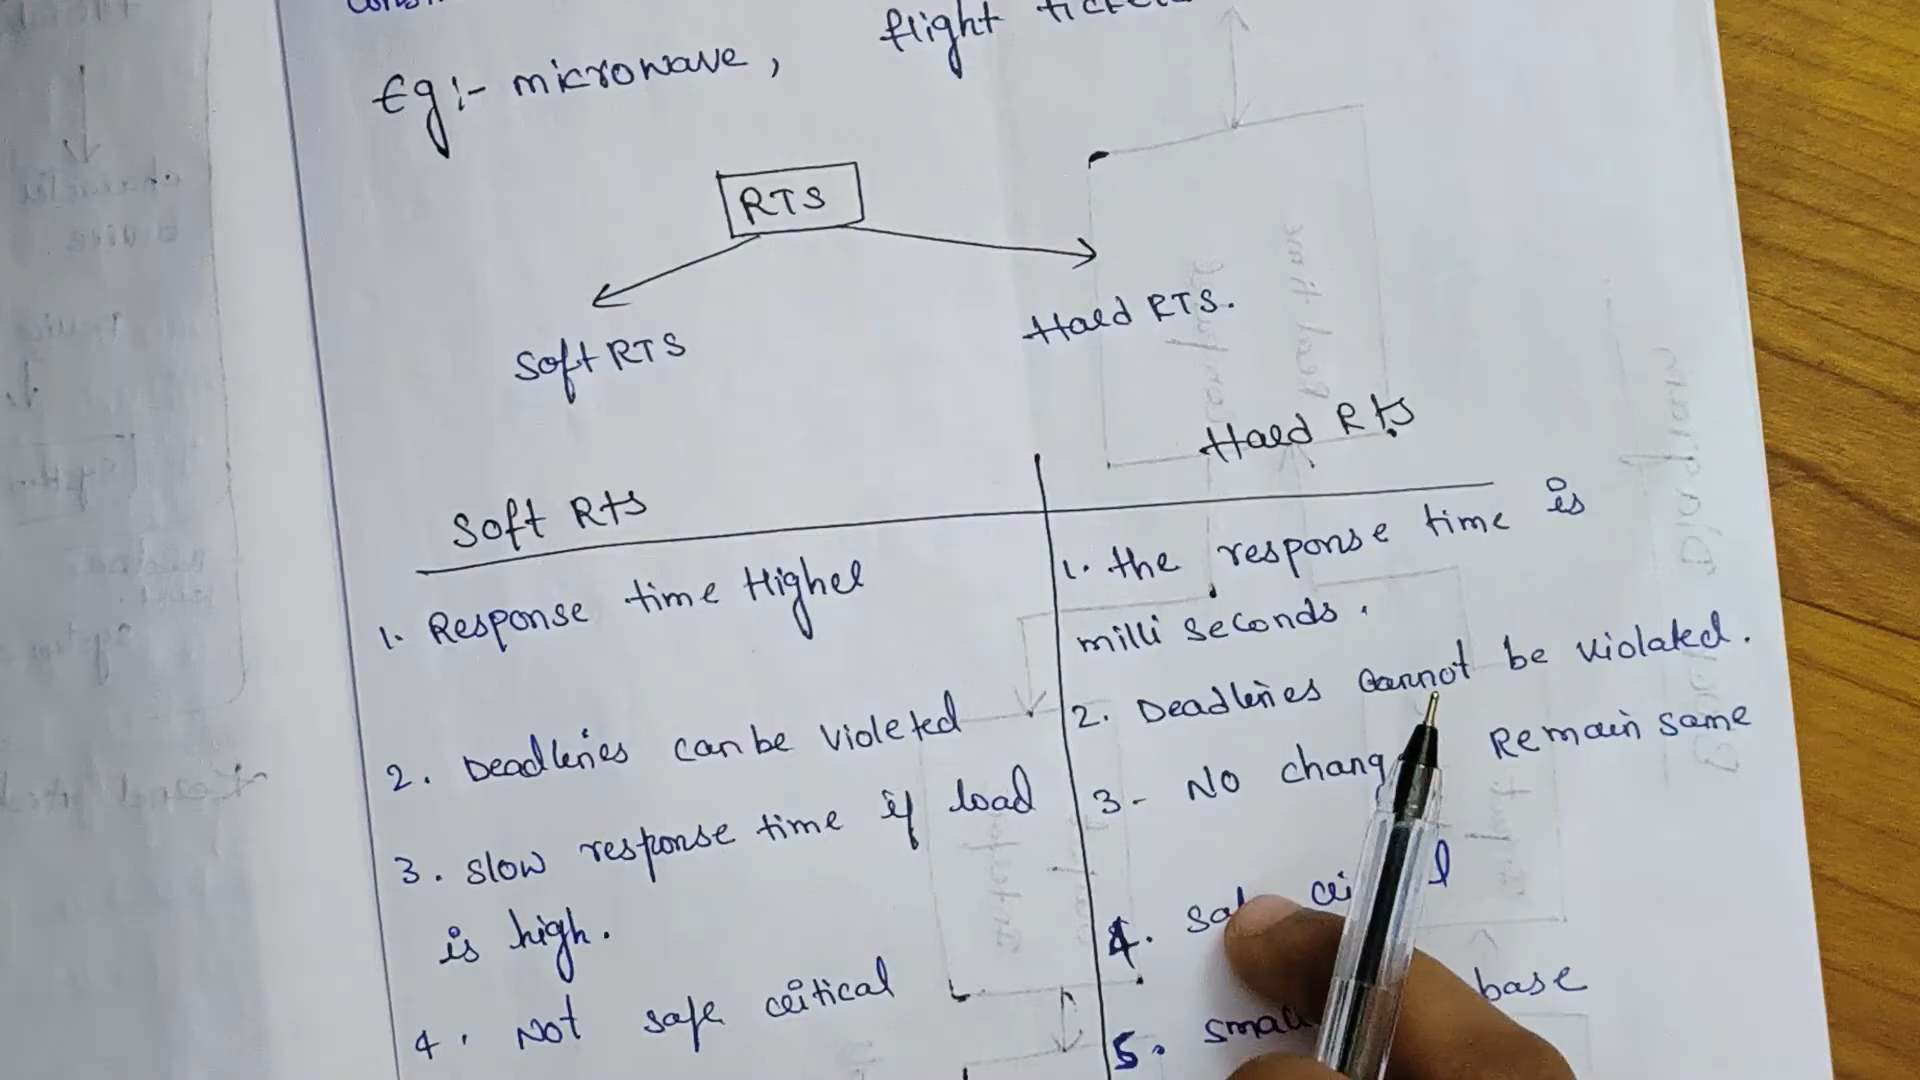 Eg:- microwave, flight
RTS
Soft RTS
Hard RTS.
Soft Rts
Hard Rts
1. Response time Higher
2. Deadlines can be violeted
3. slow response time if load
is high.
4. Not safe critical
1. the response time is
milli seconds.
2. Deadlines cannot be violated.
3- No chang Remain same
4.
5. base